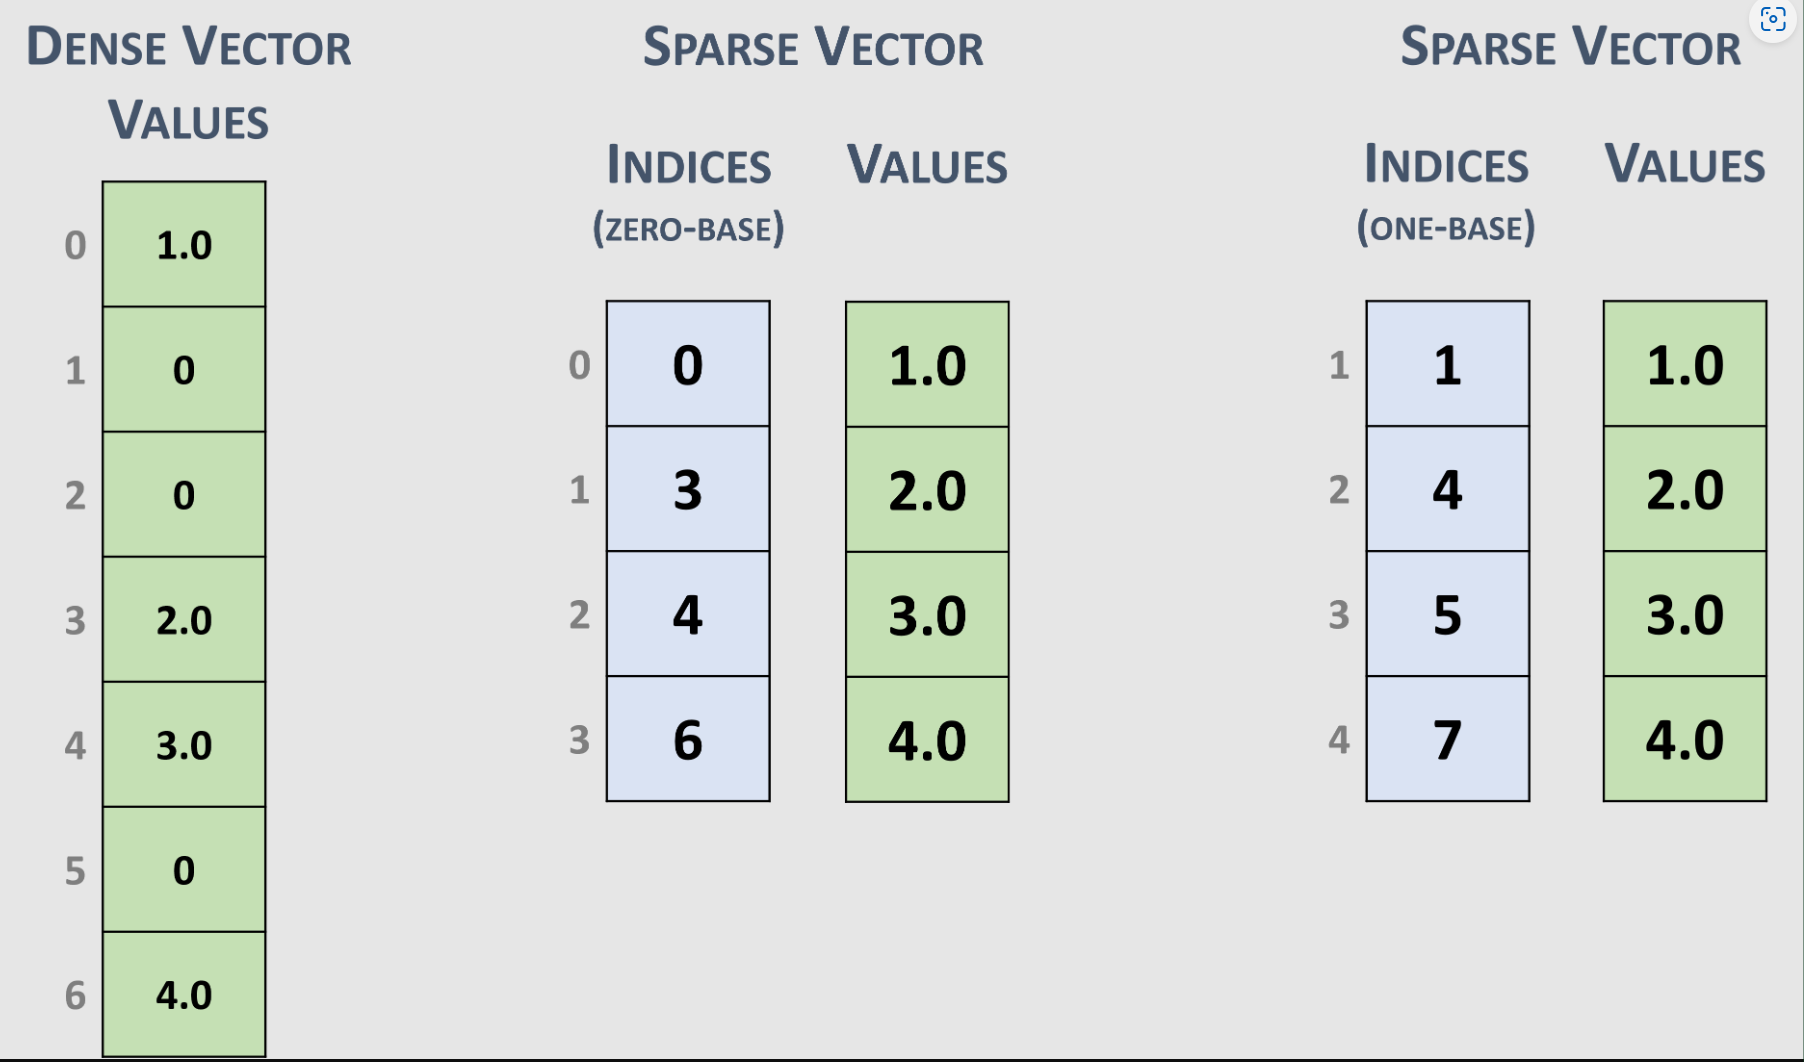 DENSE VECTOR
VALUES
0 1.0
1 0
2 0
3 2.0
4 3.0
5 0
6 4.0
SPARSE VECTOR
INDICES VALUES
(ZERO-BASE)
0 0 1.0
1 3 2.0
2 4 3.0
3 6 4.0
SPARSE VECTOR
INDICES VALUES
(ONE-BASE)
1 1 1.0
2 4 2.0
3 5 3.0
4 7 4.0